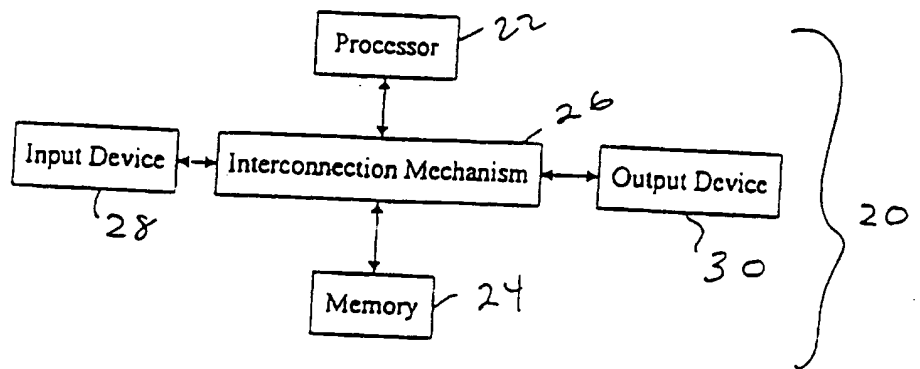 Processor
22
26
Input Device
Interconnection Mechanism
Output Device
28
30
20
Memory
24